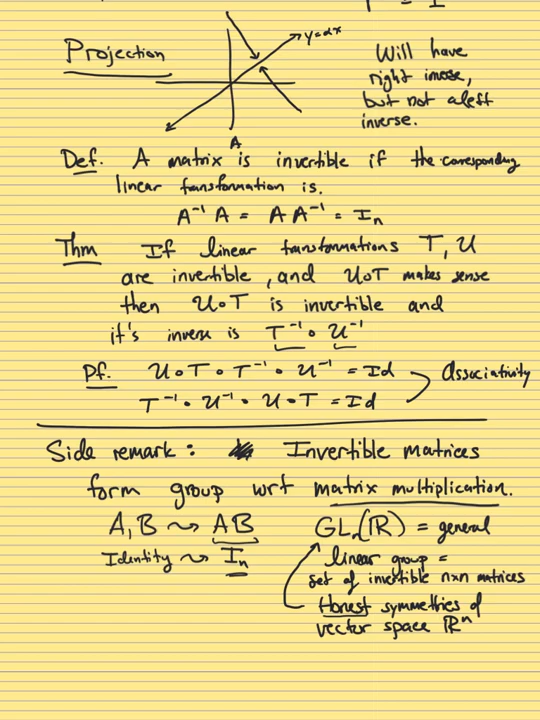 Projection
y=αx
Will have
right inverse,
but not a left
inverse.
Def. A matrix A is invertible if the corresponding
linear transformation is.
A⁻¹ A = A A⁻¹ = Iₙ
Thm If linear transformations T, U
are invertible, and U∘T makes sense
then U∘T is invertible and
it's inverse is T⁻¹∘U⁻¹
Pf. U∘T∘T⁻¹∘U⁻¹ = Id
Associativity
T⁻¹∘U⁻¹∘U∘T = Id
Side remark: Invertible matrices
form group wrt matrix multiplication.
A, B ⇝ AB GLₙ(ℝ) = general
Identity ⇝ Iₙ linear group =
set of invertible n×n matrices
Honest symmetries of
vector space ℝⁿ